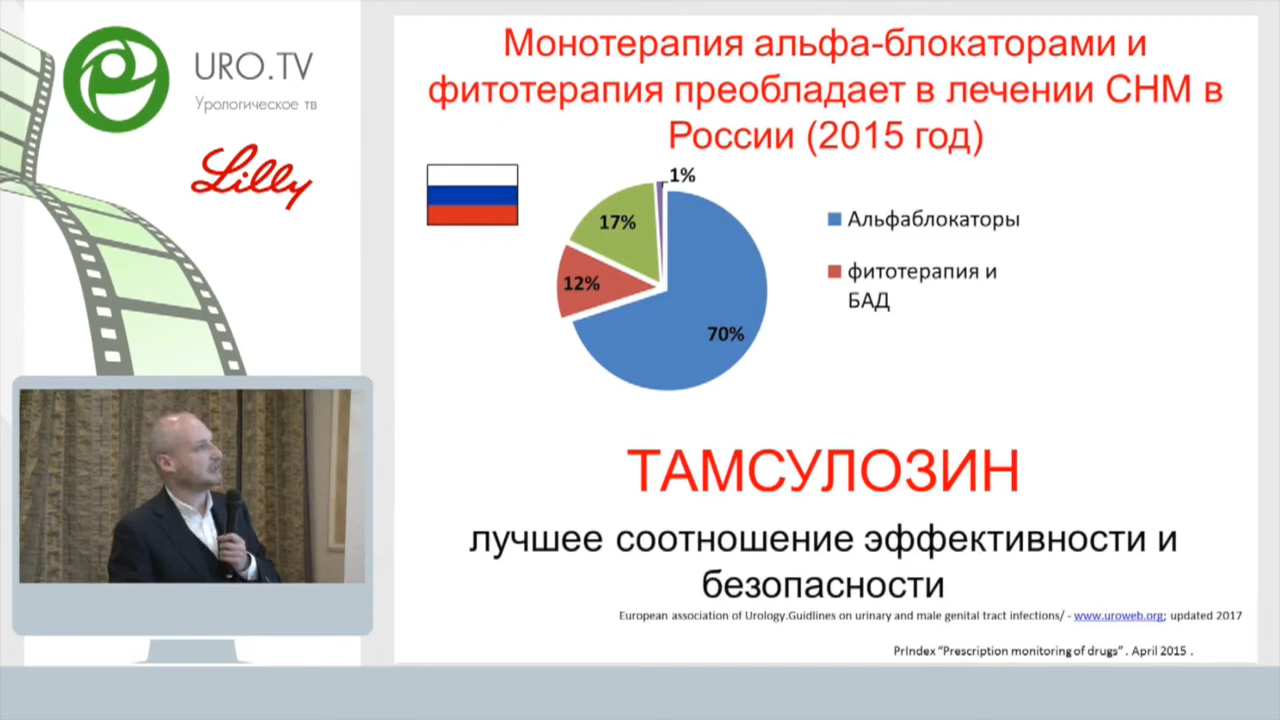 URO.TV
Урологическое тв
Lilly
Монотерапия альфа-блокаторами и
фитотерапия преобладает в лечении СНМ в
России (2015 год)
1%
17%
12%
70%
Альфаблокаторы
фитотерапия и
БАД
ТАМСУЛОЗИН
лучшее соотношение эффективности и
безопасности
European association of Urology.Guidlines on urinary and male genital tract infections/ - www.uroweb.org; updated 2017
PrIndex “Prescription monitoring of drugs” . April 2015 .